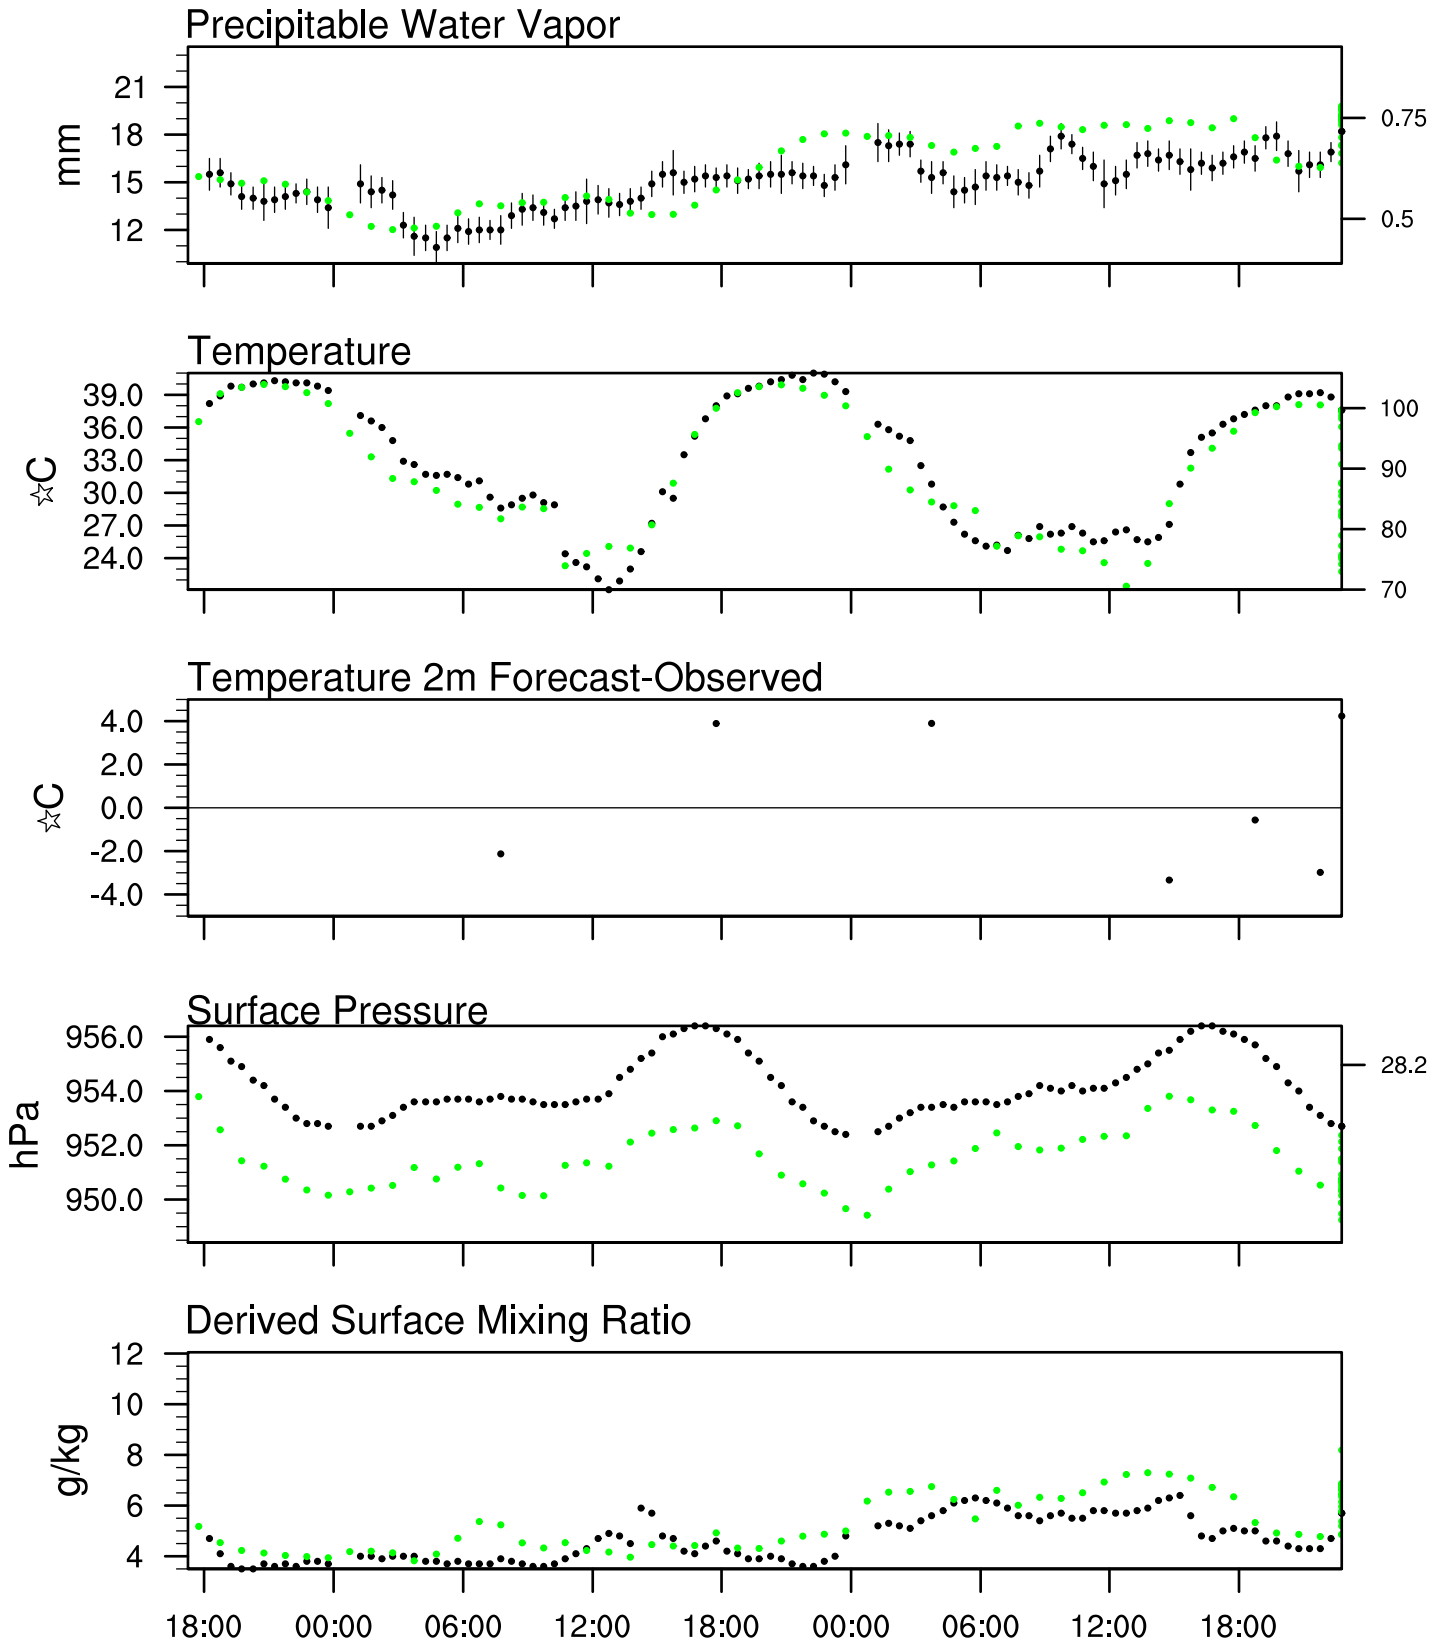 Precipitable Water Vapor
mm
21
18
15
12
0.75
0.5
Temperature
☆C
39.0
36.0
33.0
30.0
27.0
24.0
100
90
80
70
Temperature 2m Forecast-Observed
☆C
4.0
2.0
0.0
-2.0
-4.0
Surface Pressure
hPa
956.0
954.0
952.0
950.0
28.2
Derived Surface Mixing Ratio
g/kg
12
10
8
6
4
18:00 00:00 06:00 12:00 18:00 00:00 06:00 12:00 18:00